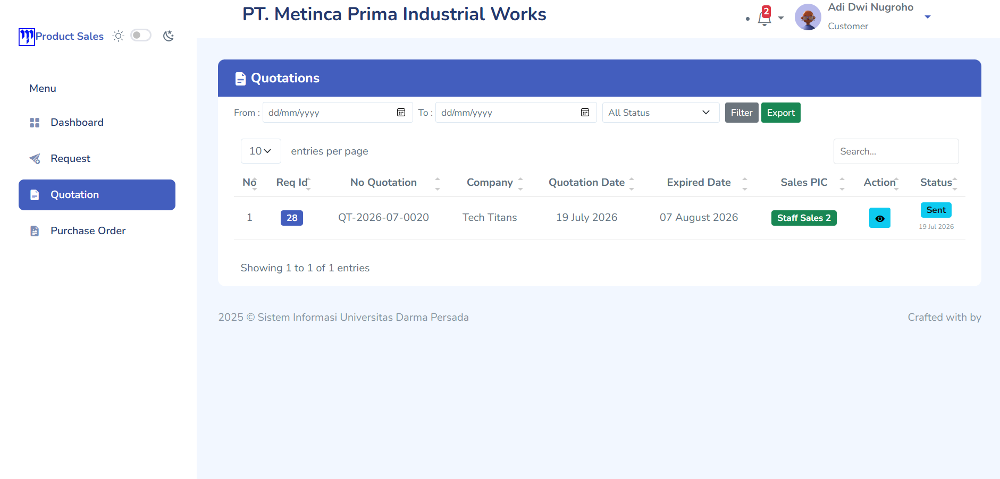 PT. Metinca Prima Industrial Works
2
Adi Dwi Nugroho
Customer
Product Sales
Menu
Dashboard
Request
Quotation
Purchase Order
Quotations
From : dd/mm/yyyy To : dd/mm/yyyy All Status Filter Export
10 entries per page Search...
No Req Id No Quotation Company Quotation Date Expired Date Sales PIC Action Status
1 28 QT-2026-07-0020 Tech Titans 19 July 2026 07 August 2026 Staff Sales 2 Sent
19 Jul 2026
Showing 1 to 1 of 1 entries
2025 © Sistem Informasi Universitas Darma Persada Crafted with by